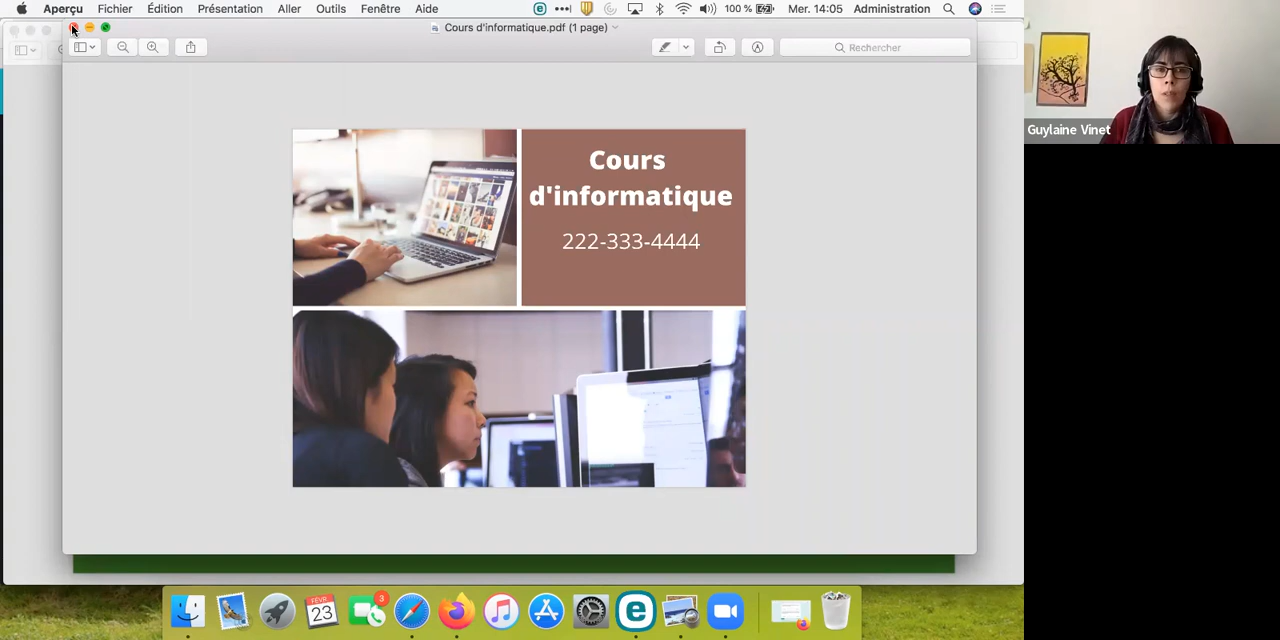 Aperçu Fichier Édition Présentation Aller Outils Fenêtre Aide 100 % Mer. 14:05 Administration
Cours d'informatique.pdf (1 page)
Rechercher
Cours
d'informatique
222-333-4444
Guylaine Vinet
3
FÉVR.
23